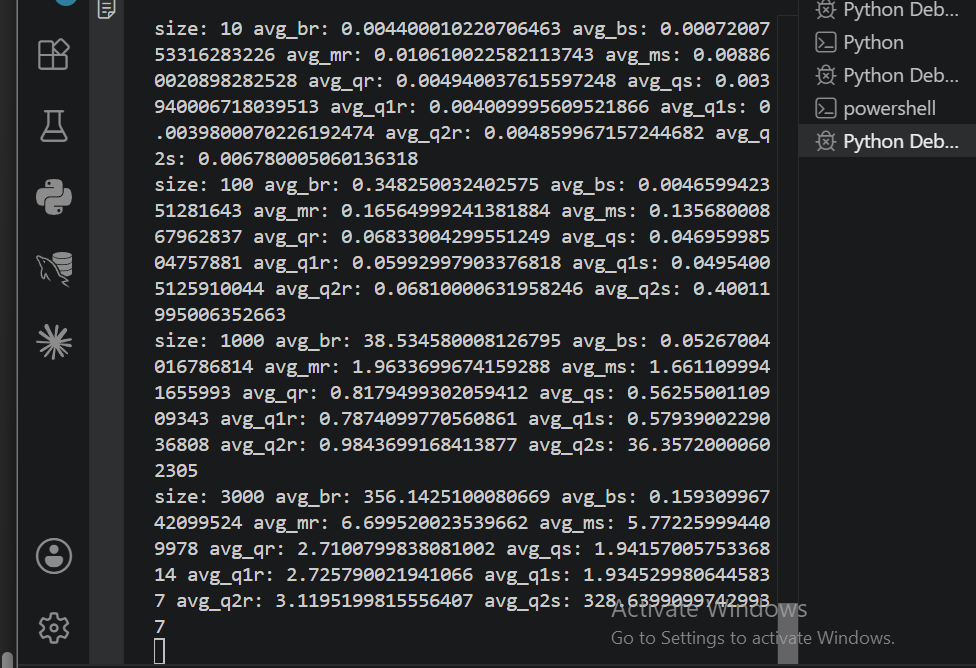 size: 10 avg_br: 0.004400010220706463 avg_bs: 0.00072007
53316283226 avg_mr: 0.010610022582113743 avg_ms: 0.00886
0020898282528 avg_qr: 0.004940037615597248 avg_qs: 0.003
940006718039513 avg_q1r: 0.004009995609521866 avg_q1s: 0
.0039800070226192474 avg_q2r: 0.004859967157244682 avg_q
2s: 0.006780005060136318
size: 100 avg_br: 0.348250032402575 avg_bs: 0.0046599423
51281643 avg_mr: 0.16564999241381884 avg_ms: 0.135680008
67962837 avg_qr: 0.06833004299551249 avg_qs: 0.046959985
04757881 avg_q1r: 0.05992997903376818 avg_q1s: 0.0495400
5125910044 avg_q2r: 0.06810000631958246 avg_q2s: 0.40011
995006352663
size: 1000 avg_br: 38.534580008126795 avg_bs: 0.05267004
016786814 avg_mr: 1.9633699674159288 avg_ms: 1.661109994
1655993 avg_qr: 0.8179499302059412 avg_qs: 0.56255001109
09343 avg_q1r: 0.7874099770560861 avg_q1s: 0.57939002290
36808 avg_q2r: 0.9843699168413877 avg_q2s: 36.3572000060
2305
size: 3000 avg_br: 356.1425100080669 avg_bs: 0.159309967
42099524 avg_mr: 6.699520023539662 avg_ms: 5.77225999440
9978 avg_qr: 2.7100799838081002 avg_qs: 1.94157005753368
14 avg_q1r: 2.725790021941066 avg_q1s: 1.934529980644583
7 avg_q2r: 3.1195199815556407 avg_q2s: 328.6399099742993
7
Python Deb...
Python
Python Deb...
powershell
Python Deb...
Activate Windows
Go to Settings to activate Windows.